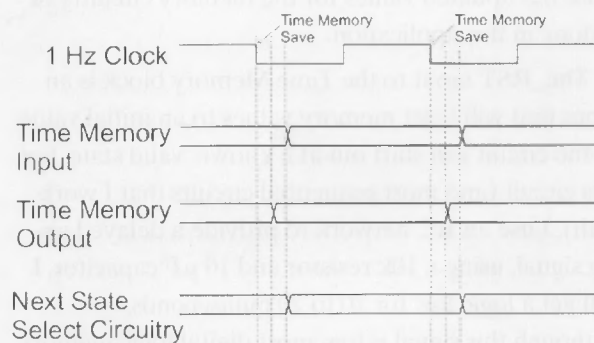 Time Memory Time Memory
Save Save
1 Hz Clock
Time Memory
Input
Time Memory
Output
Next State
Select Circuitry